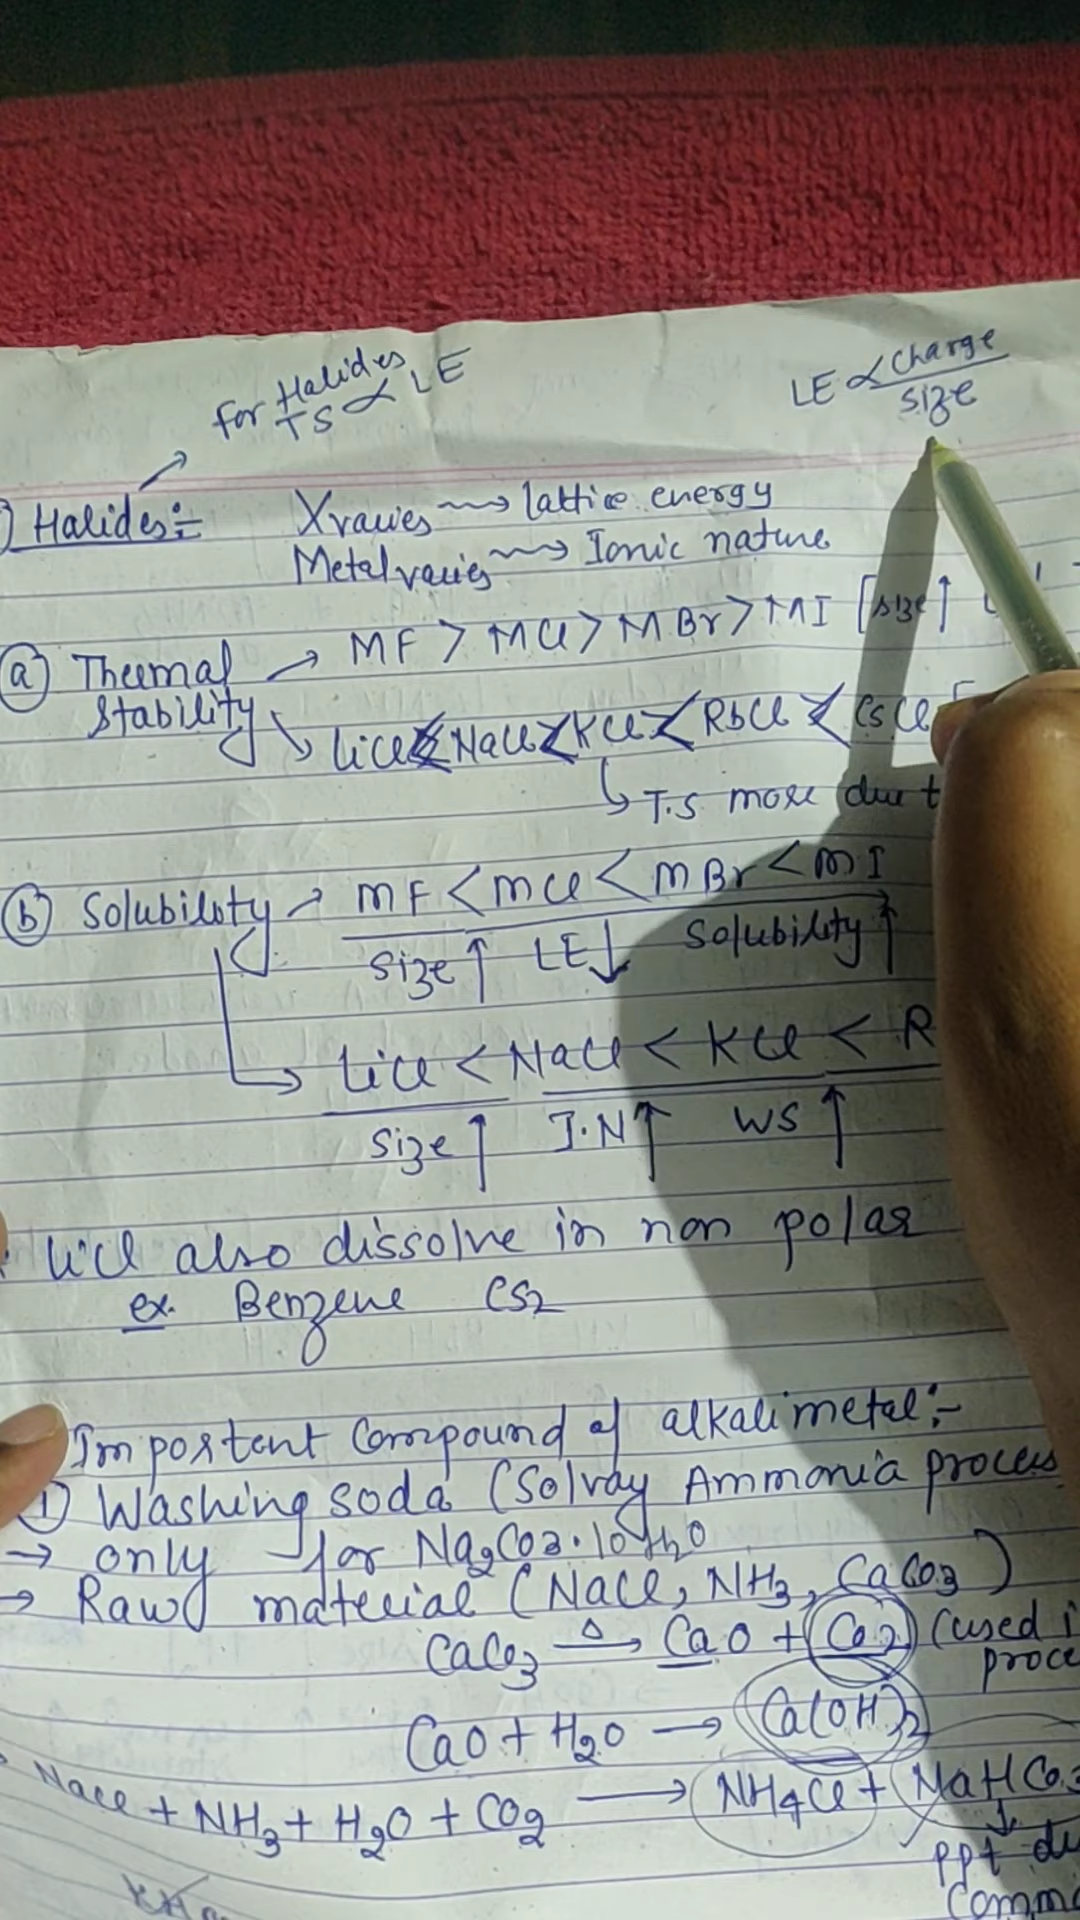 For Halides
TS ∝ LE
LE ∝ Charge
size
Halides:-
X varies ⟿ lattice energy
Metal varies ⟿ Ionic nature
(a) Thermal Stability → MF > MCl > MBr > MI [size ↑
↘ LiCl < NaCl < KCl < RbCl < CsCl
↳ T.S more due t
(b) Solubility → MF < MCl < MBr < MI
Size ↑ LE ↓ Solubility ↑
→ LiCl < NaCl < KCl < R
Size ↑ I.N ↑ WS ↑
LiCl also dissolve in non polar
ex. Benzene CS2
Important Compound of alkali metal:-
1) Washing soda (Solvay Ammonia process
→ only for Na2CO3.10H2O
→ Raw material (NaCl, NH3, CaCO3)
CaCO3 —Δ→ CaO + CO2 (used i
proce
CaO + H2O → Ca(OH)2
NaCl + NH3 + H2O + CO2 → NH4Cl + NaHCO3
↓
ppt du
Comm